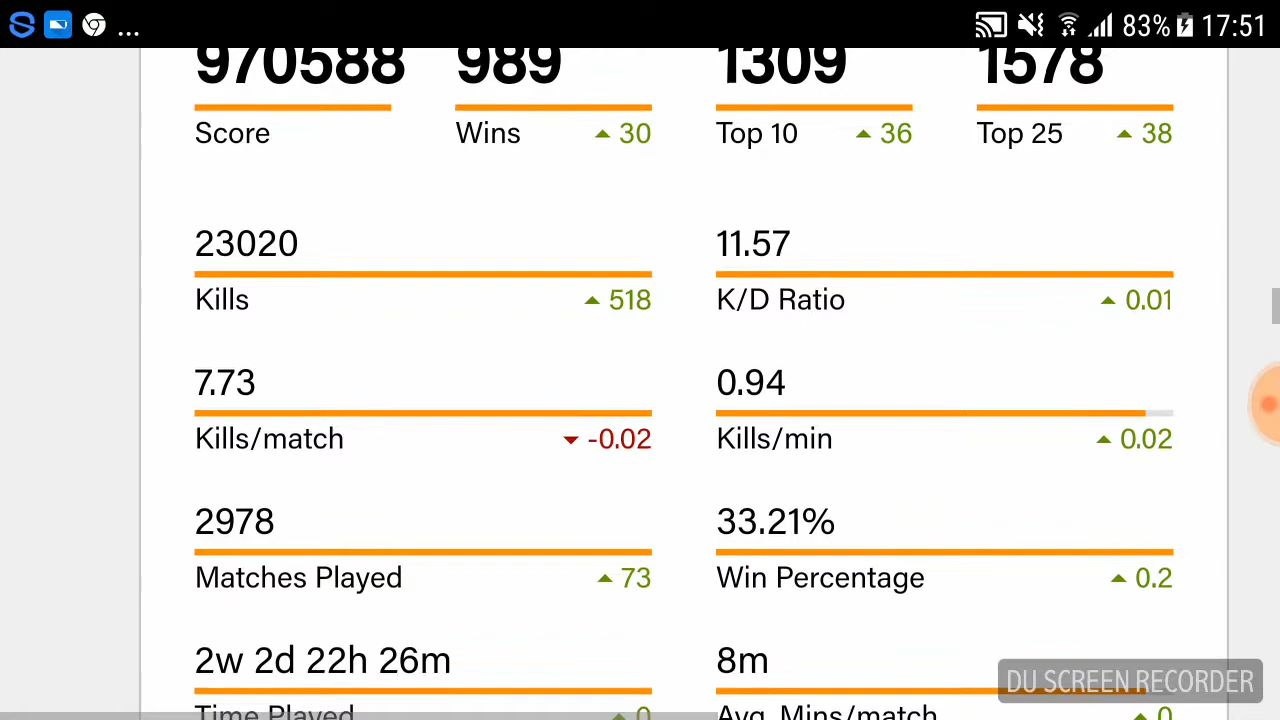 ... 83% 17:51
970588 989 1309 1578
Score Wins 30 Top 10 36 Top 25 38
23020 11.57
Kills 518 K/D Ratio 0.01
7.73 0.94
Kills/match -0.02 Kills/min 0.02
2978 33.21%
Matches Played 73 Win Percentage 0.2
2w 2d 22h 26m 8m
DU SCREEN RECORDER
Time Played 0 Avg. Mins/match 0